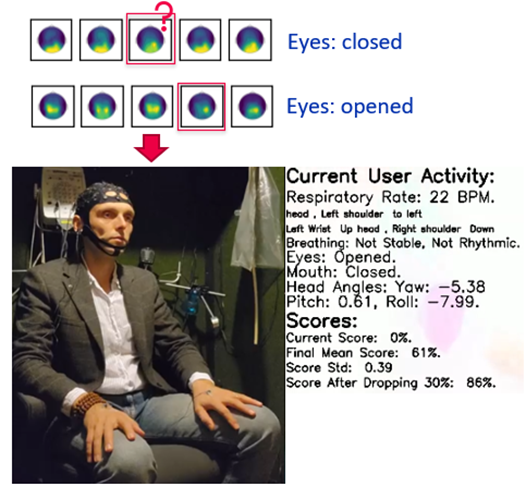 ?
Eyes: closed
Eyes: opened
Current User Activity:
Respiratory Rate: 22 BPM.
head , Left shoulder to left
Left Wrist Up head , Right shoulder Down
Breathing: Not Stable, Not Rhythmic.
Eyes: Opened.
Mouth: Closed.
Head Angles: Yaw: −5.38
Pitch: 0.61, Roll: −7.99.
Scores:
Current Score: 0%.
Final Mean Score: 61%.
Score Std: 0.39
Score After Dropping 30%: 86%.